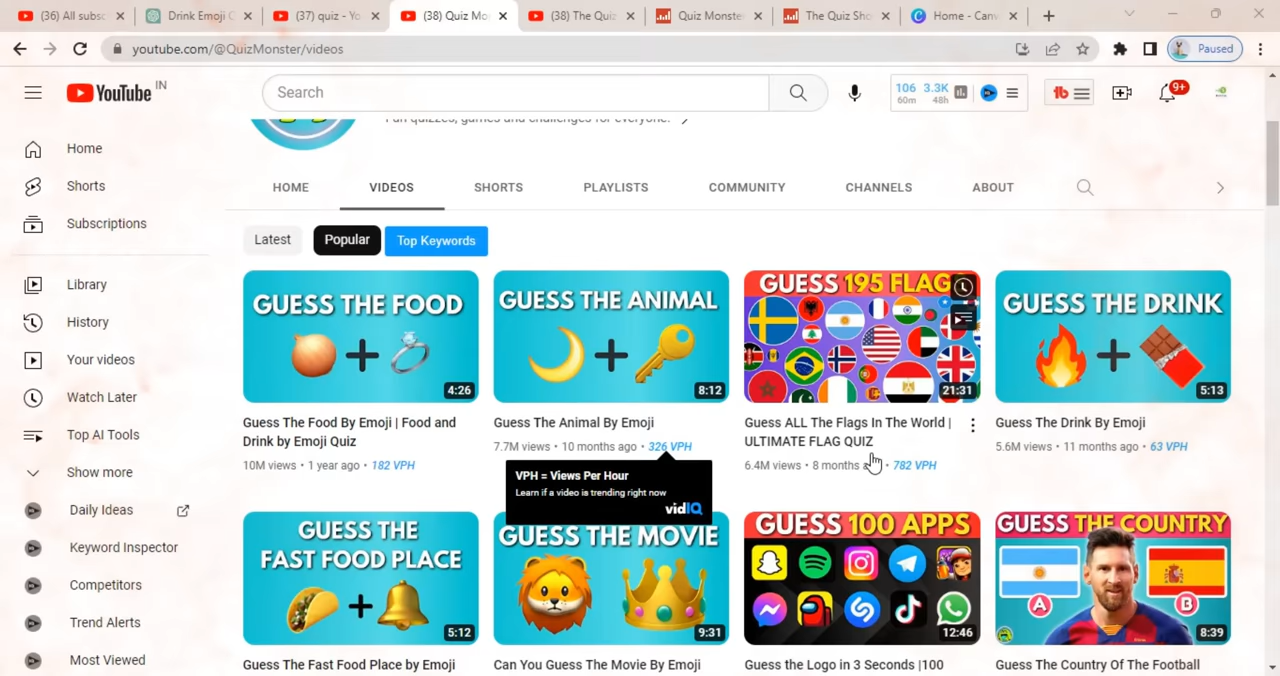 (36) All subsc
Drink Emoji C
(37) quiz - Yo
(38) Quiz Mo
(38) The Quiz
Quiz Monster
The Quiz Sho
Home - Canv
youtube.com/@QuizMonster/videos
Paused
YouTube IN
Search
106 3.3K
60m 48h
tb
9+
Fun quizzes, games and challenges for everyone.
Home
Shorts
Subscriptions
Library
History
Your videos
Watch Later
Top AI Tools
Show more
Daily Ideas
Keyword Inspector
Competitors
Trend Alerts
Most Viewed
HOME
VIDEOS
SHORTS
PLAYLISTS
COMMUNITY
CHANNELS
ABOUT
Latest
Popular
Top Keywords
GUESS THE FOOD
4:26
Guess The Food By Emoji | Food and
Drink by Emoji Quiz
10M views • 1 year ago • 182 VPH
GUESS THE ANIMAL
8:12
Guess The Animal By Emoji
7.7M views • 10 months ago • 326 VPH
VPH = Views Per Hour
Learn if a video is trending right now
vidIQ
GUESS 195 FLAG
21:31
Guess ALL The Flags In The World |
ULTIMATE FLAG QUIZ
6.4M views • 8 months • 782 VPH
GUESS THE DRINK
5:13
Guess The Drink By Emoji
5.6M views • 11 months ago • 63 VPH
GUESS THE
FAST FOOD PLACE
5:12
Guess The Fast Food Place by Emoji
GUESS THE MOVIE
9:31
Can You Guess The Movie By Emoji
GUESS 100 APPS
12:46
Guess the Logo in 3 Seconds |100
GUESS THE COUNTRY
A
B
8:39
Guess The Country Of The Football